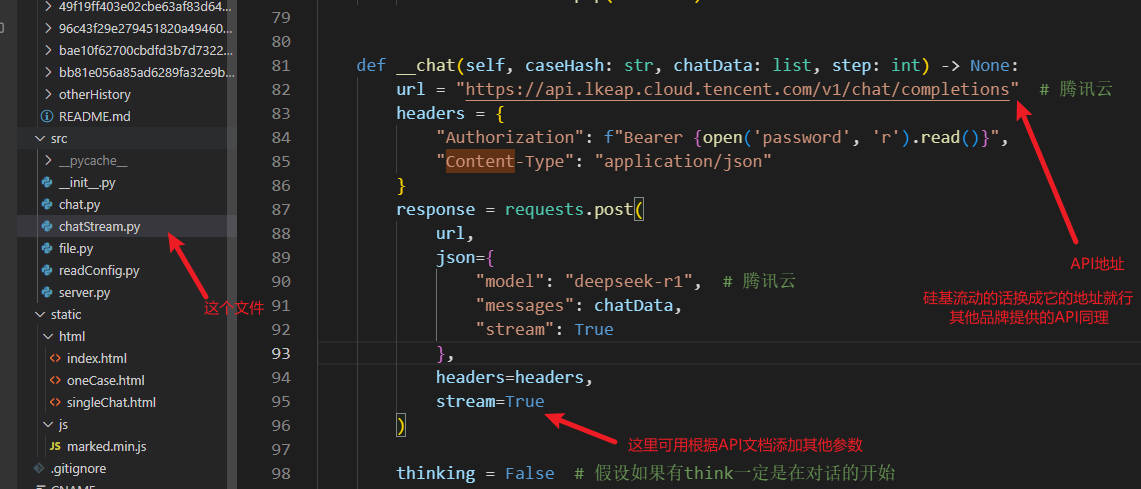 49f19ff403e02cbe63af83d64...
96c43f29e279451820a49460...
bae10f62700cbdfd3b7d7322...
bb81e056a85ad6289fa32e9b...
otherHistory
README.md
src
__pycache__
__init__.py
chat.py
chatStream.py
file.py
readConfig.py
server.py
static
html
index.html
oneCase.html
singleChat.html
js
JS marked.min.js
.gitignore
79
80
81 def __chat(self, caseHash: str, chatData: list, step: int) -> None:
82 url = "https://api.lkeap.cloud.tencent.com/v1/chat/completions" # 腾讯云
83 headers = {
84 "Authorization": f"Bearer {open('password', 'r').read()}",
85 "Content-Type": "application/json"
86 }
87 response = requests.post(
88 url,
89 json={
90 "model": "deepseek-r1", # 腾讯云
91 "messages": chatData,
92 "stream": True
93 },
94 headers=headers,
95 stream=True
96 )
97
98 thinking = False # 假设如果有think一定是在对话的开始
这个文件
API地址
硅基流动的话换成它的地址就行
其他品牌提供的API同理
这里可用根据API文档添加其他参数